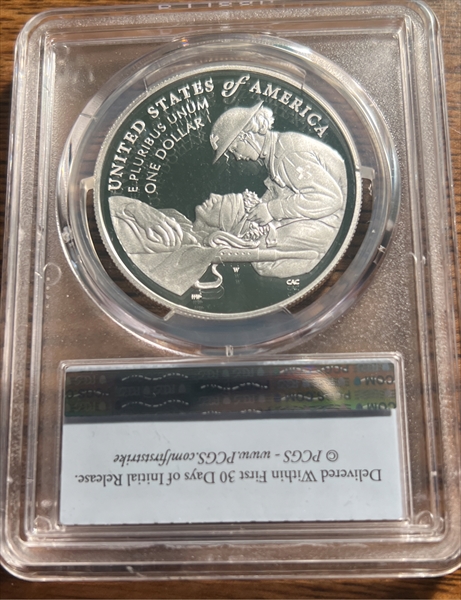 UNITED STATES of AMERICA
E·PLURIBUS UNUM
ONE DOLLAR
W
CAC
Delivered Within First 30 Days of Initial Release.
© PCGS - www.PCGS.com/firststrike